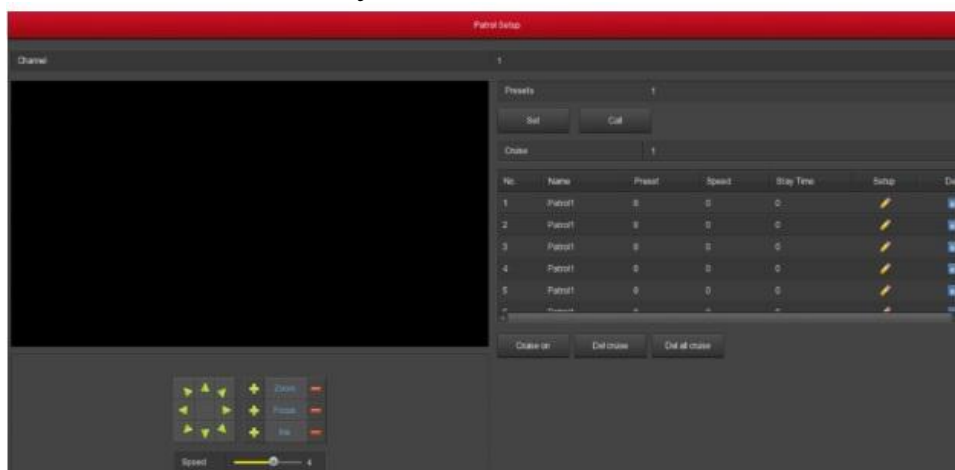 Patrol Setup
Channel 1
Presets 1
Set Call
Cruise 1
No. Name Preset Speed Stay Time Setup De
1 Patrol1 0 0 0
2 Patrol1 0 0 0
3 Patrol1 0 0 0
4 Patrol1 0 0 0
5 Patrol1 0 0 0
Cruise on Del cruise Del all cruise
Zoom
Focus
Iris
Speed 4